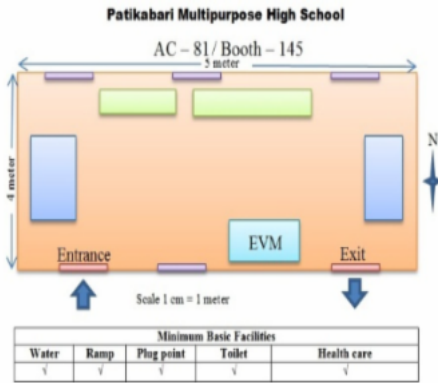 Patikabari Multipurpose High School
AC – 81/ Booth – 145
5 meter
4 meter
N
EVM
Entrance
Exit
Scale 1 cm = 1 meter
Minimum Basic Facilities
Water Ramp Plug point Toilet Health care
√ √ √ √ √